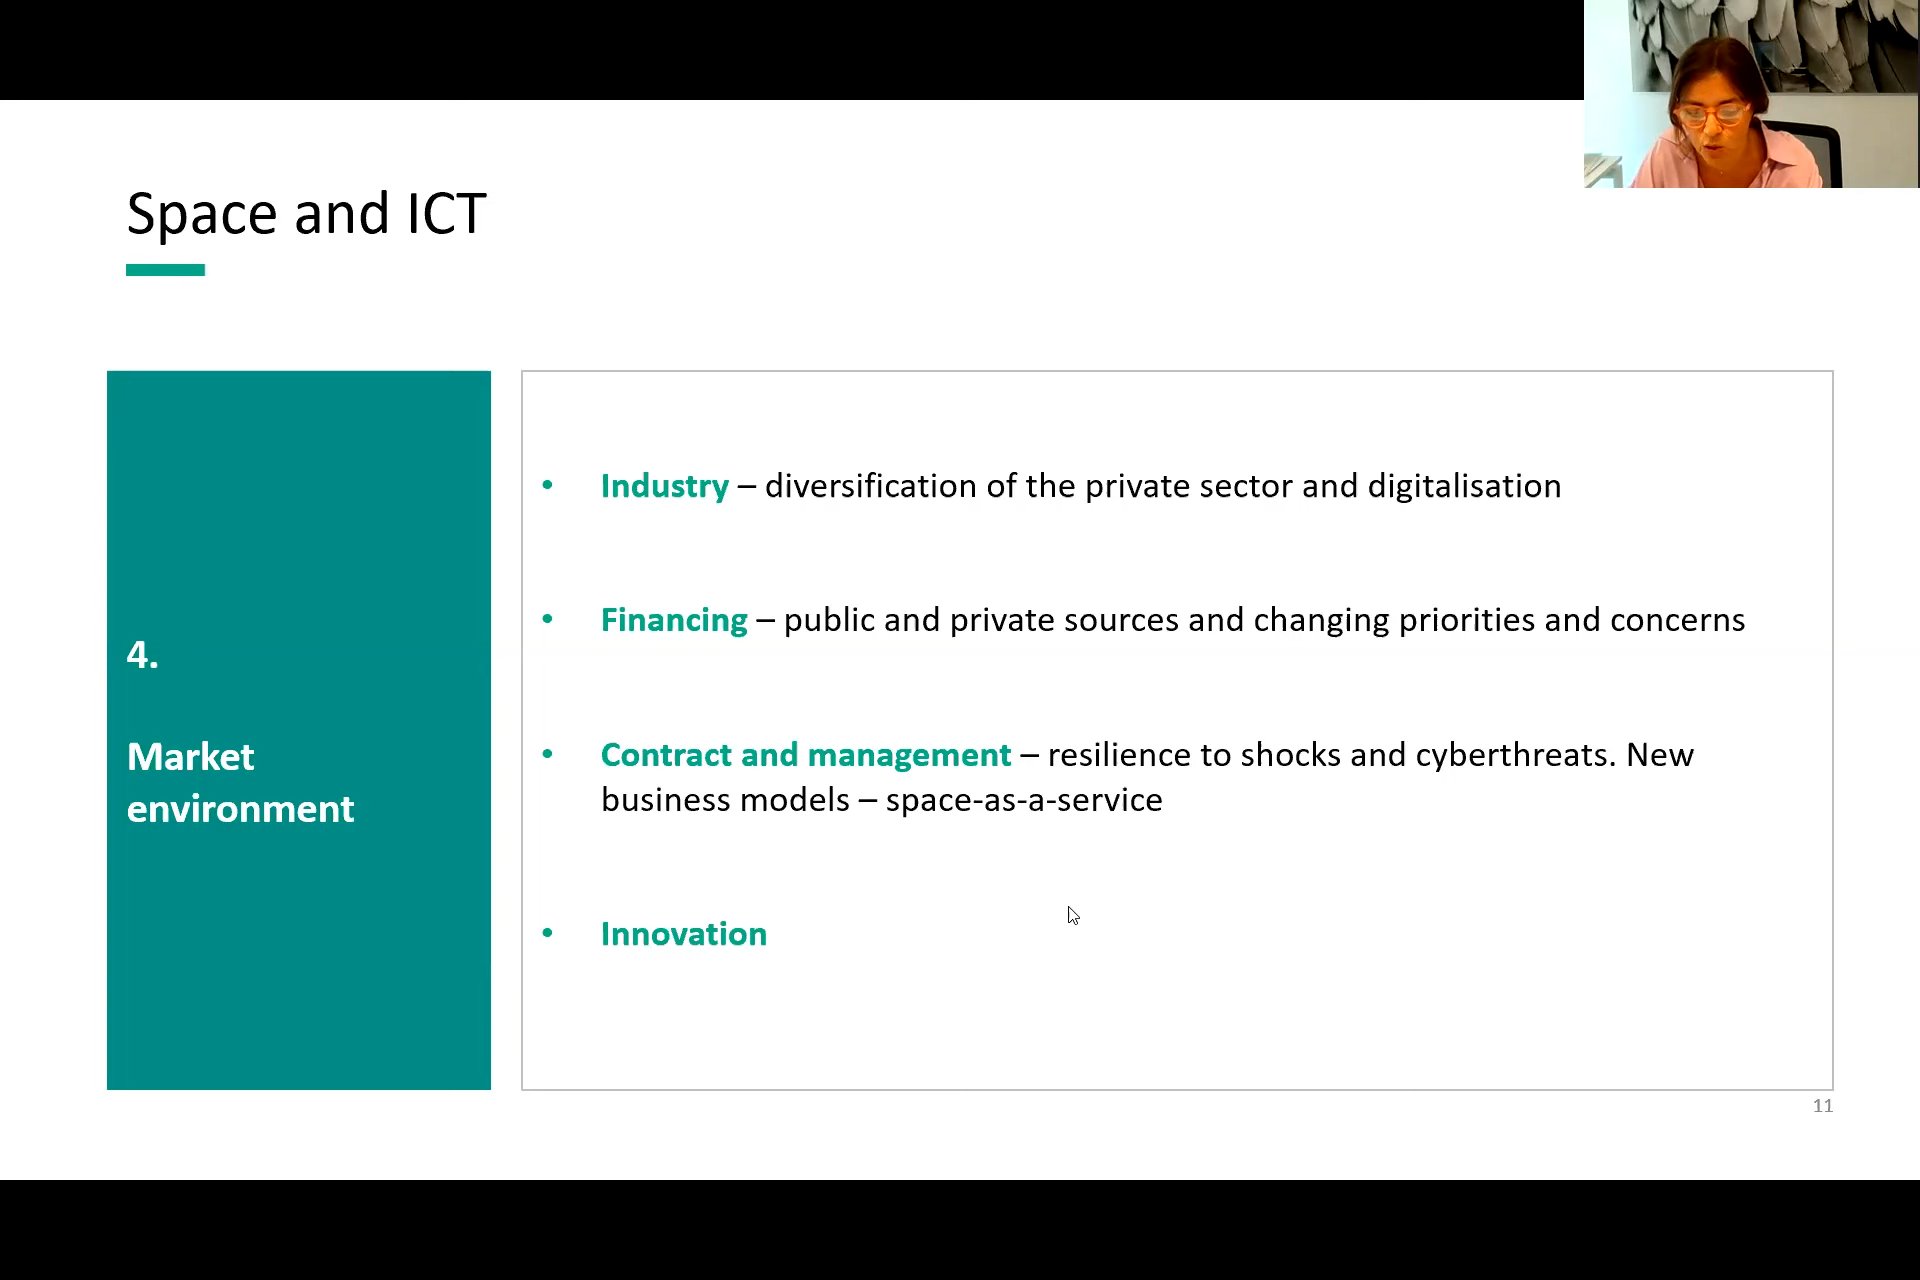 Space and ICT
4.
Market
environment
• Industry – diversification of the private sector and digitalisation
• Financing – public and private sources and changing priorities and concerns
• Contract and management – resilience to shocks and cyberthreats. New
business models – space-as-a-service
• Innovation
11